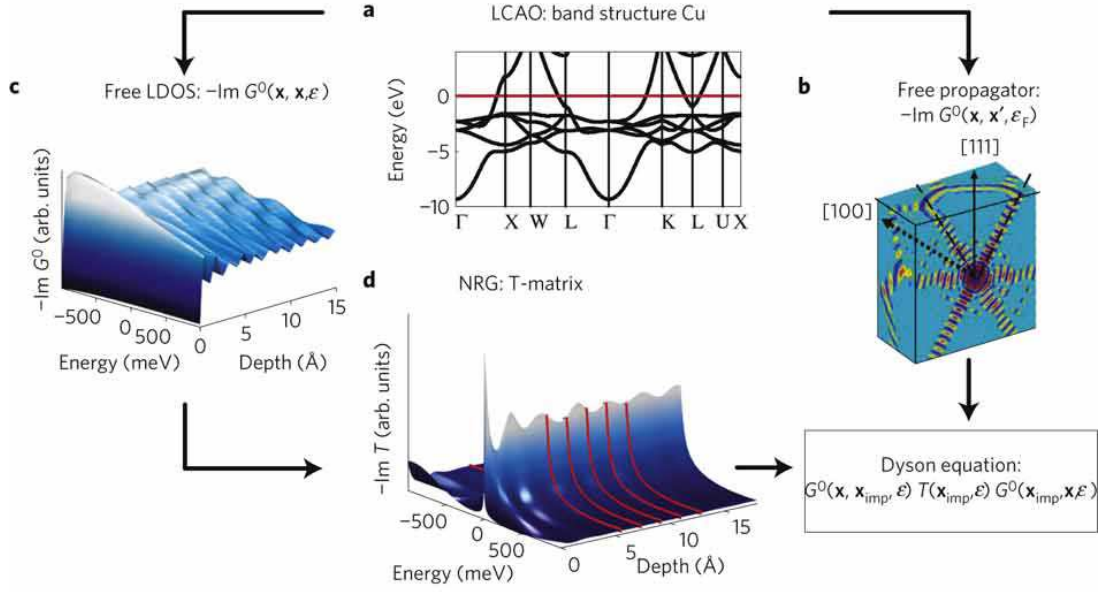 a
LCAO: band structure Cu
Energy (eV)
0
−5
−10
Γ X W L Γ K L U X
c
Free LDOS: −Im G⁰(x, x,ε)
−Im G⁰ (arb. units)
−500
0
500
Energy (meV)
0
5
10
15
Depth (Å)
b
Free propagator:
−Im G⁰(x, x′,ε_F)
[111]
[100]
d
NRG: T-matrix
−Im T (arb. units)
−500
0
500
Energy (meV)
0
5
10
15
Depth (Å)
Dyson equation:
G⁰(x, x_imp, ε) T(x_imp,ε) G⁰(x_imp,x,ε)